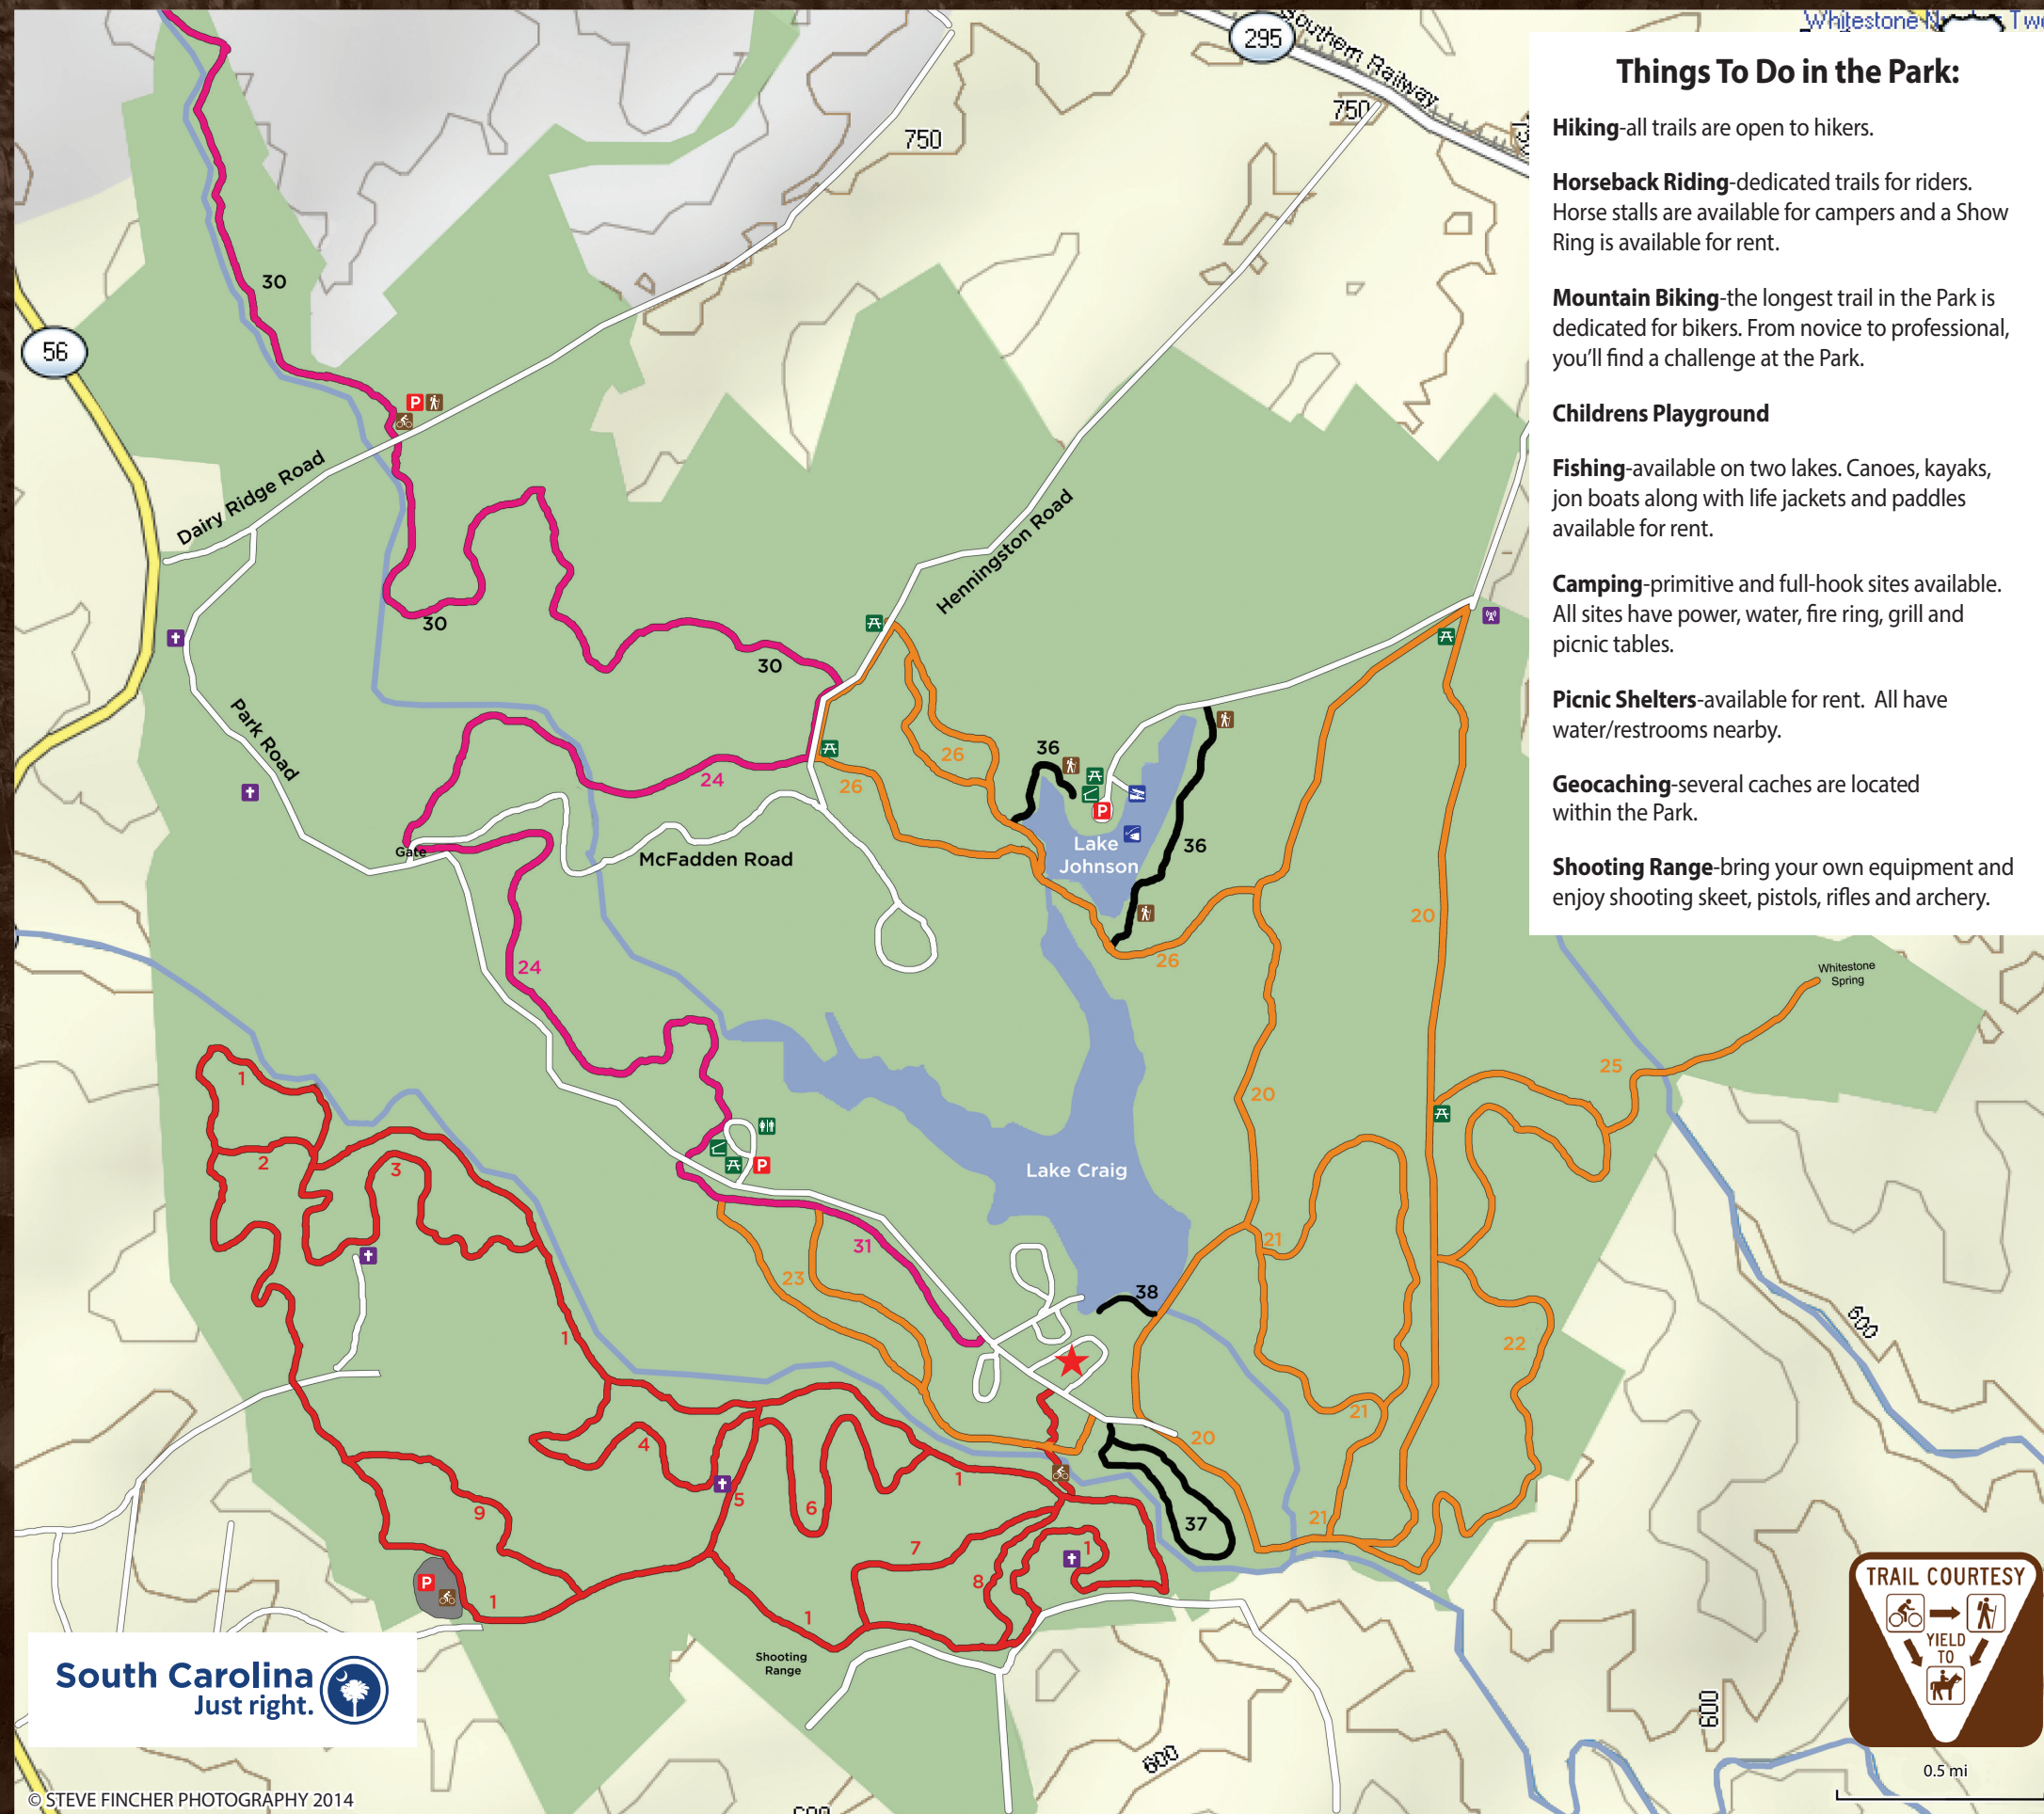 295
Southern Railway
750
750
30
56
Dairy Ridge Road
30
30
Henningston Road
Park Road
24
26
26
36
Gate
McFadden Road
Lake
Johnson
36
24
26
20
Whitestone
Spring
25
20
1
2
3
Lake Craig
31
23
21
38
1
22
21
4
5
6
1
20
9
7
8
1
37
21
1
1
Shooting
Range
600
600
600
Things To Do in the Park:
Hiking-all trails are open to hikers.
Horseback Riding-dedicated trails for riders.
Horse stalls are available for campers and a Show
Ring is available for rent.
Mountain Biking-the longest trail in the Park is
dedicated for bikers. From novice to professional,
you'll find a challenge at the Park.
Childrens Playground
Fishing-available on two lakes. Canoes, kayaks,
jon boats along with life jackets and paddles
available for rent.
Camping-primitive and full-hook sites available.
All sites have power, water, fire ring, grill and
picnic tables.
Picnic Shelters-available for rent. All have
water/restrooms nearby.
Geocaching-several caches are located
within the Park.
Shooting Range-bring your own equipment and
enjoy shooting skeet, pistols, rifles and archery.
P
P
P
P
South Carolina
Just right.
TRAIL COURTESY
YIELD
TO
0.5 mi
© STEVE FINCHER PHOTOGRAPHY 2014